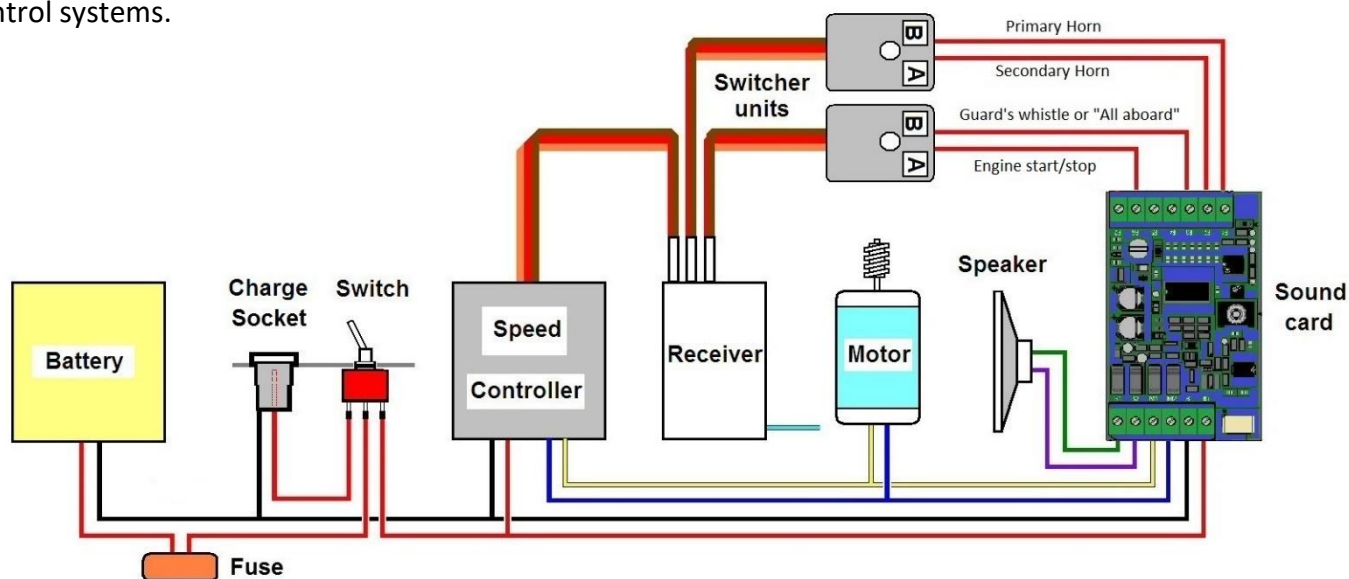 ntrol systems.
Primary Horn
B
A
Secondary Horn
Switcher
units
Guard's whistle or "All aboard"
B
A
Engine start/stop
Charge
Socket
Switch
Speaker
Sound
card
Battery
Speed
Controller
Receiver
Motor
Fuse